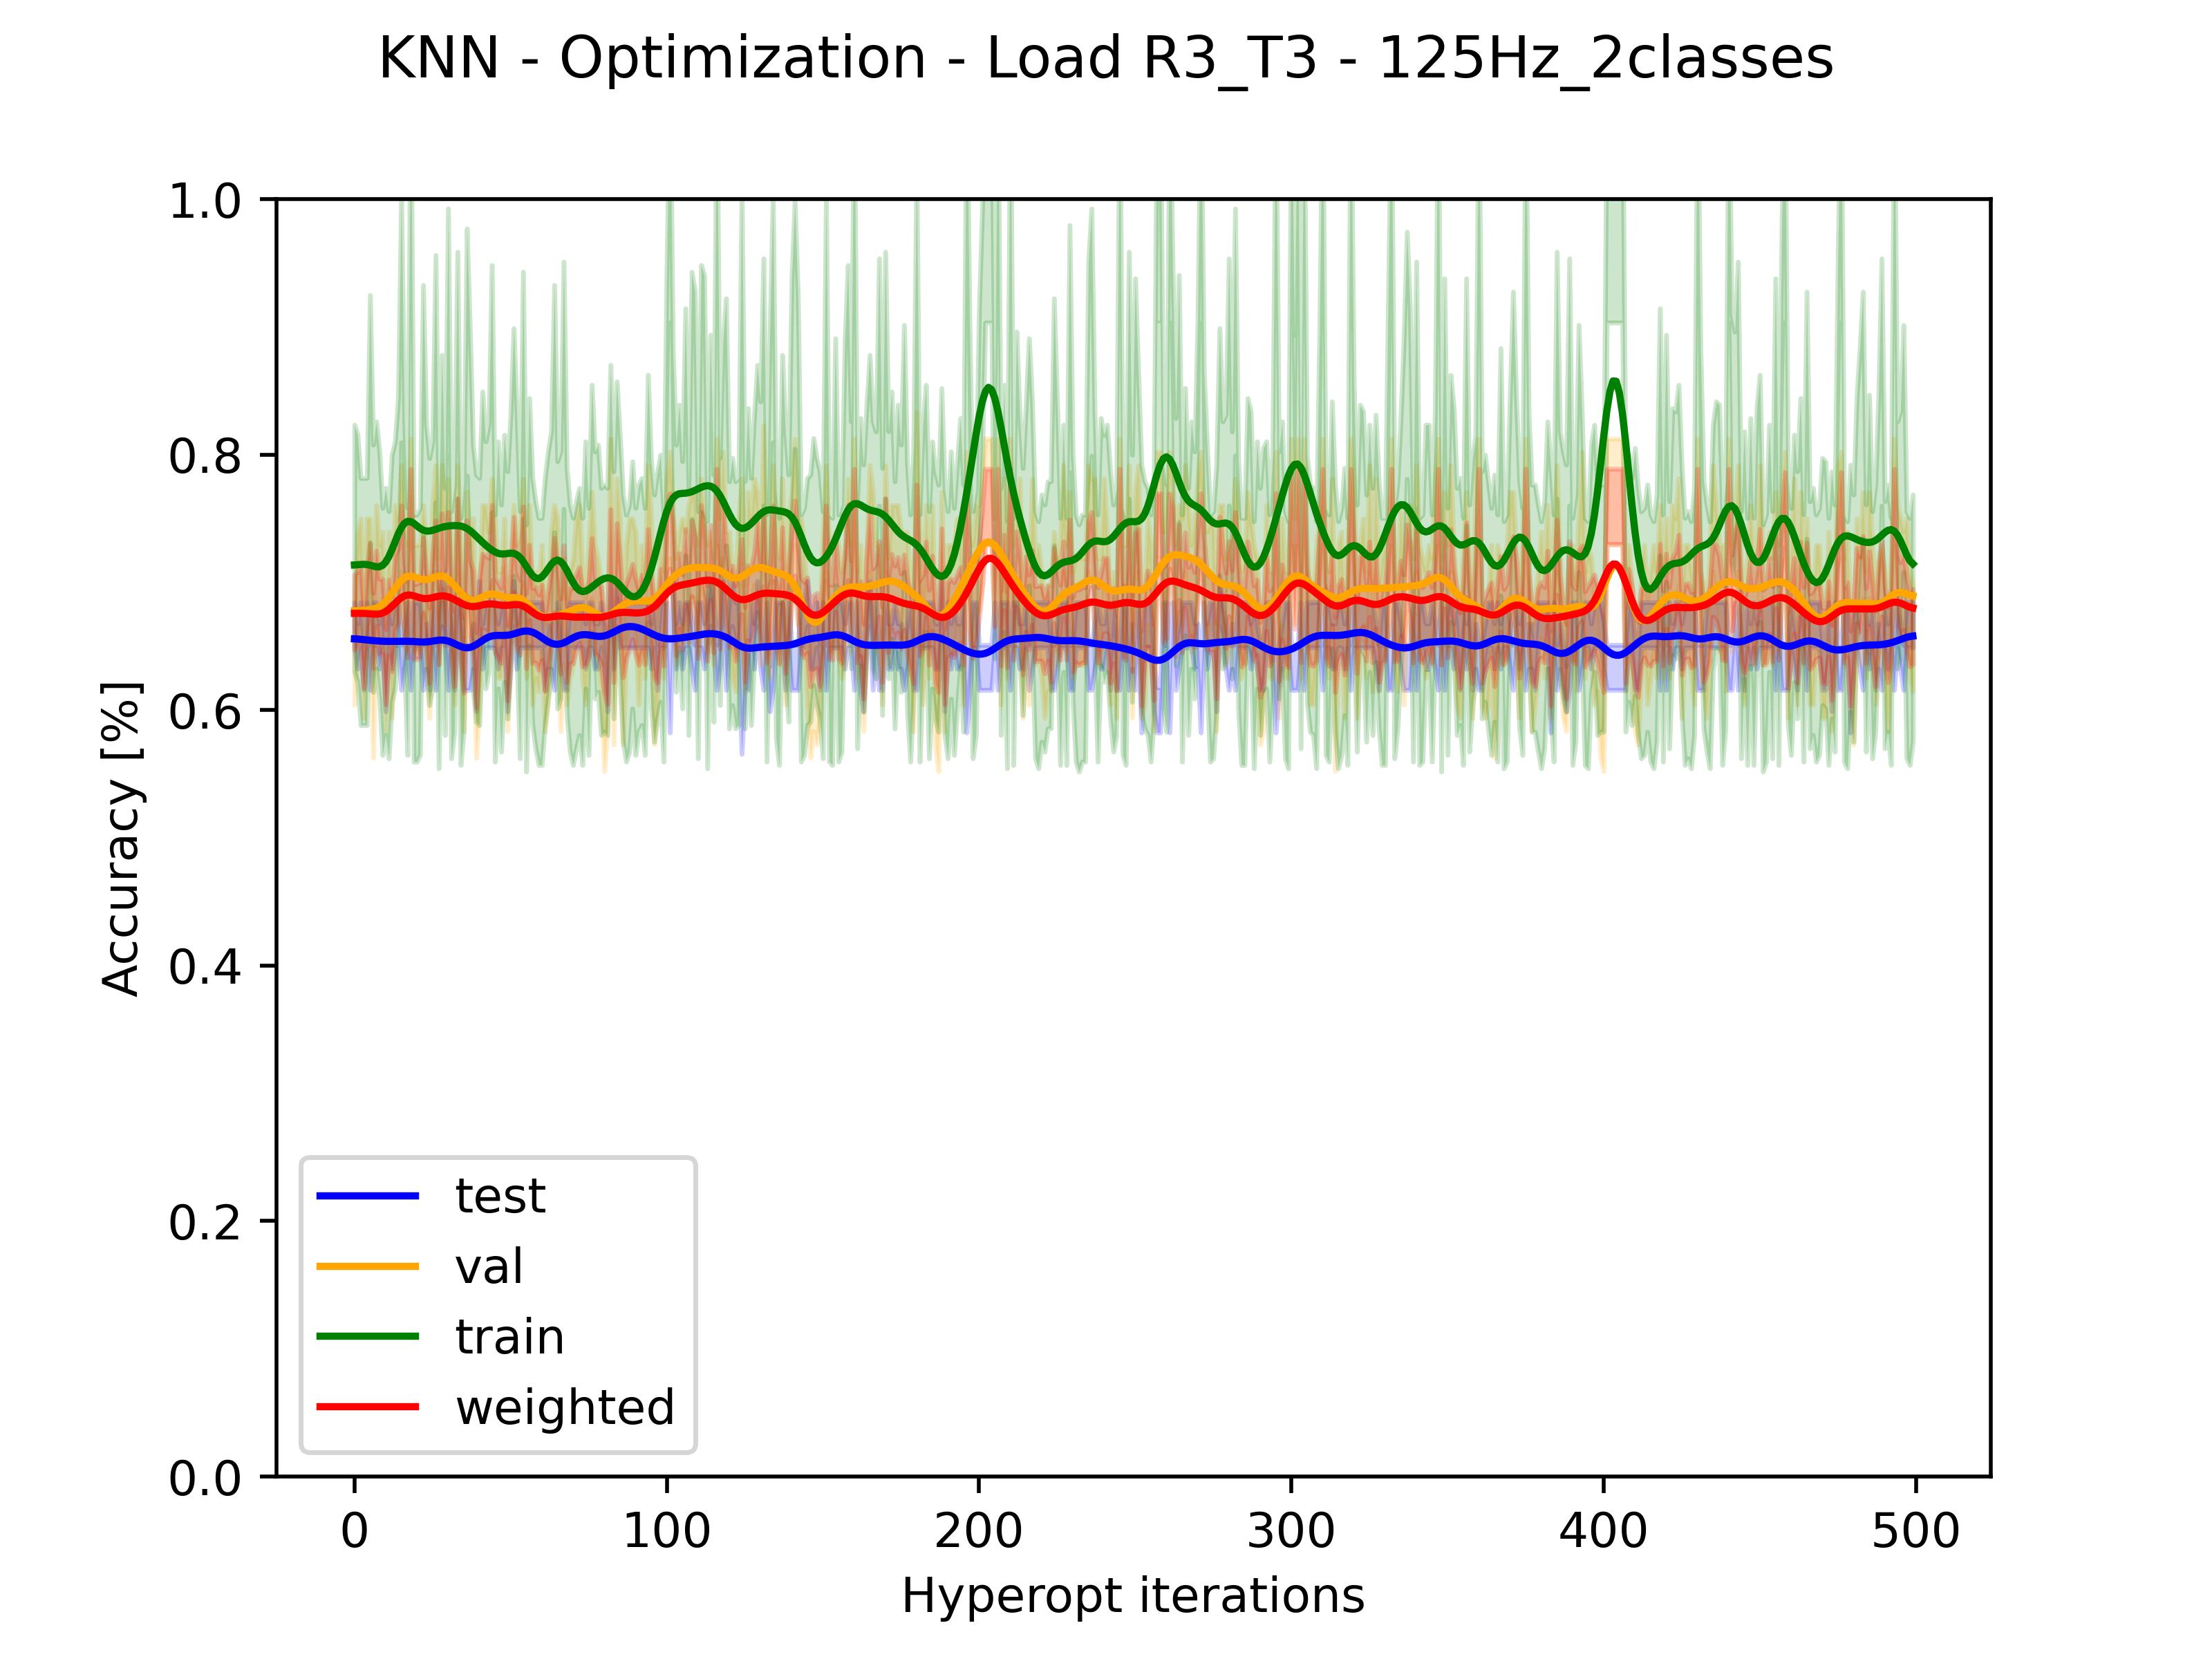 KNN - Optimization - Load R3_T3 - 125Hz_2classes
1.0
0.8
0.6
0.4
0.2
0.0
Accuracy [%]
test
val
train
weighted
0 100 200 300 400 500
Hyperopt iterations